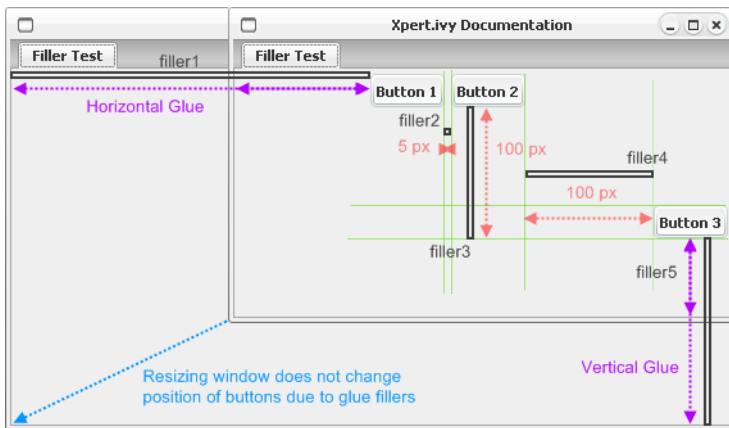 Xpert.ivy Documentation
Filler Test
Filler Test
filler1
Horizontal Glue
Button 1
Button 2
filler2
5 px
100 px
filler4
100 px
Button 3
filler3
filler5
Vertical Glue
Resizing window does not change
position of buttons due to glue fillers